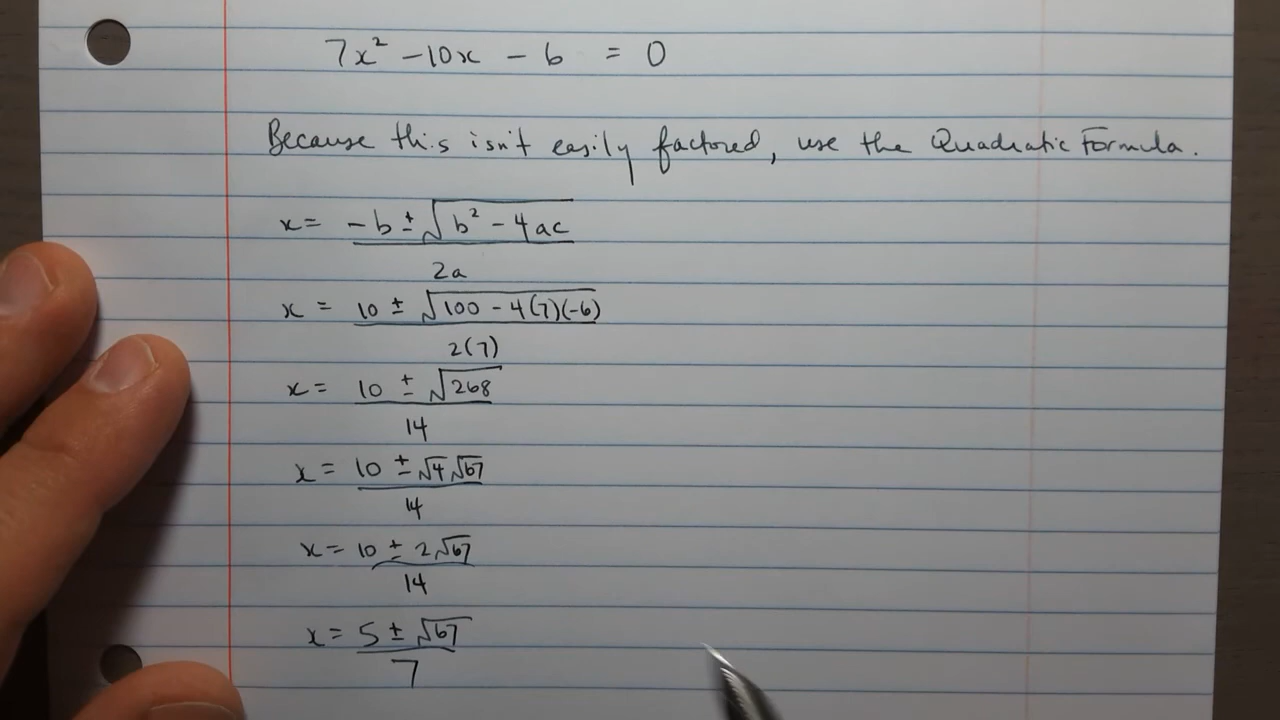 7x² - 10x - 6 = 0
Because this isn't easily factored, use the Quadratic Formula.
x = -b ± √(b² - 4ac)
2a
x = 10 ± √(100 - 4(7)(-6))
2(7)
x = 10 ± √268
14
x = 10 ± √4√67
14
x = 10 ± 2√67
14
x = 5 ± √67
7